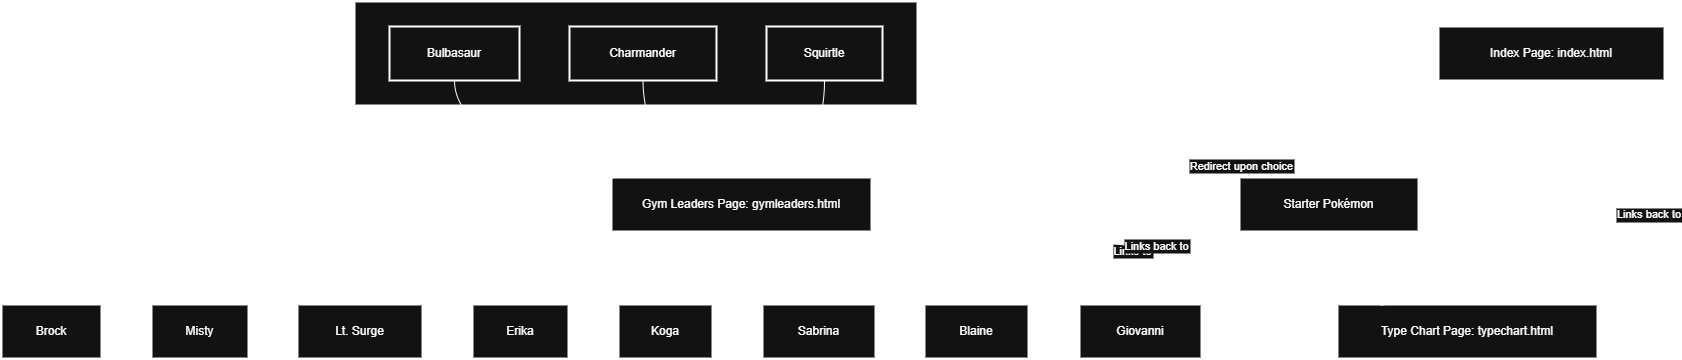 Bulbasaur
Charmander
Squirtle
Index Page: index.html
Redirect upon choice
Gym Leaders Page: gymleaders.html
Starter Pokémon
Links back to
Links back to
Links to
Brock
Misty
Lt. Surge
Erika
Koga
Sabrina
Blaine
Giovanni
Type Chart Page: typechart.html